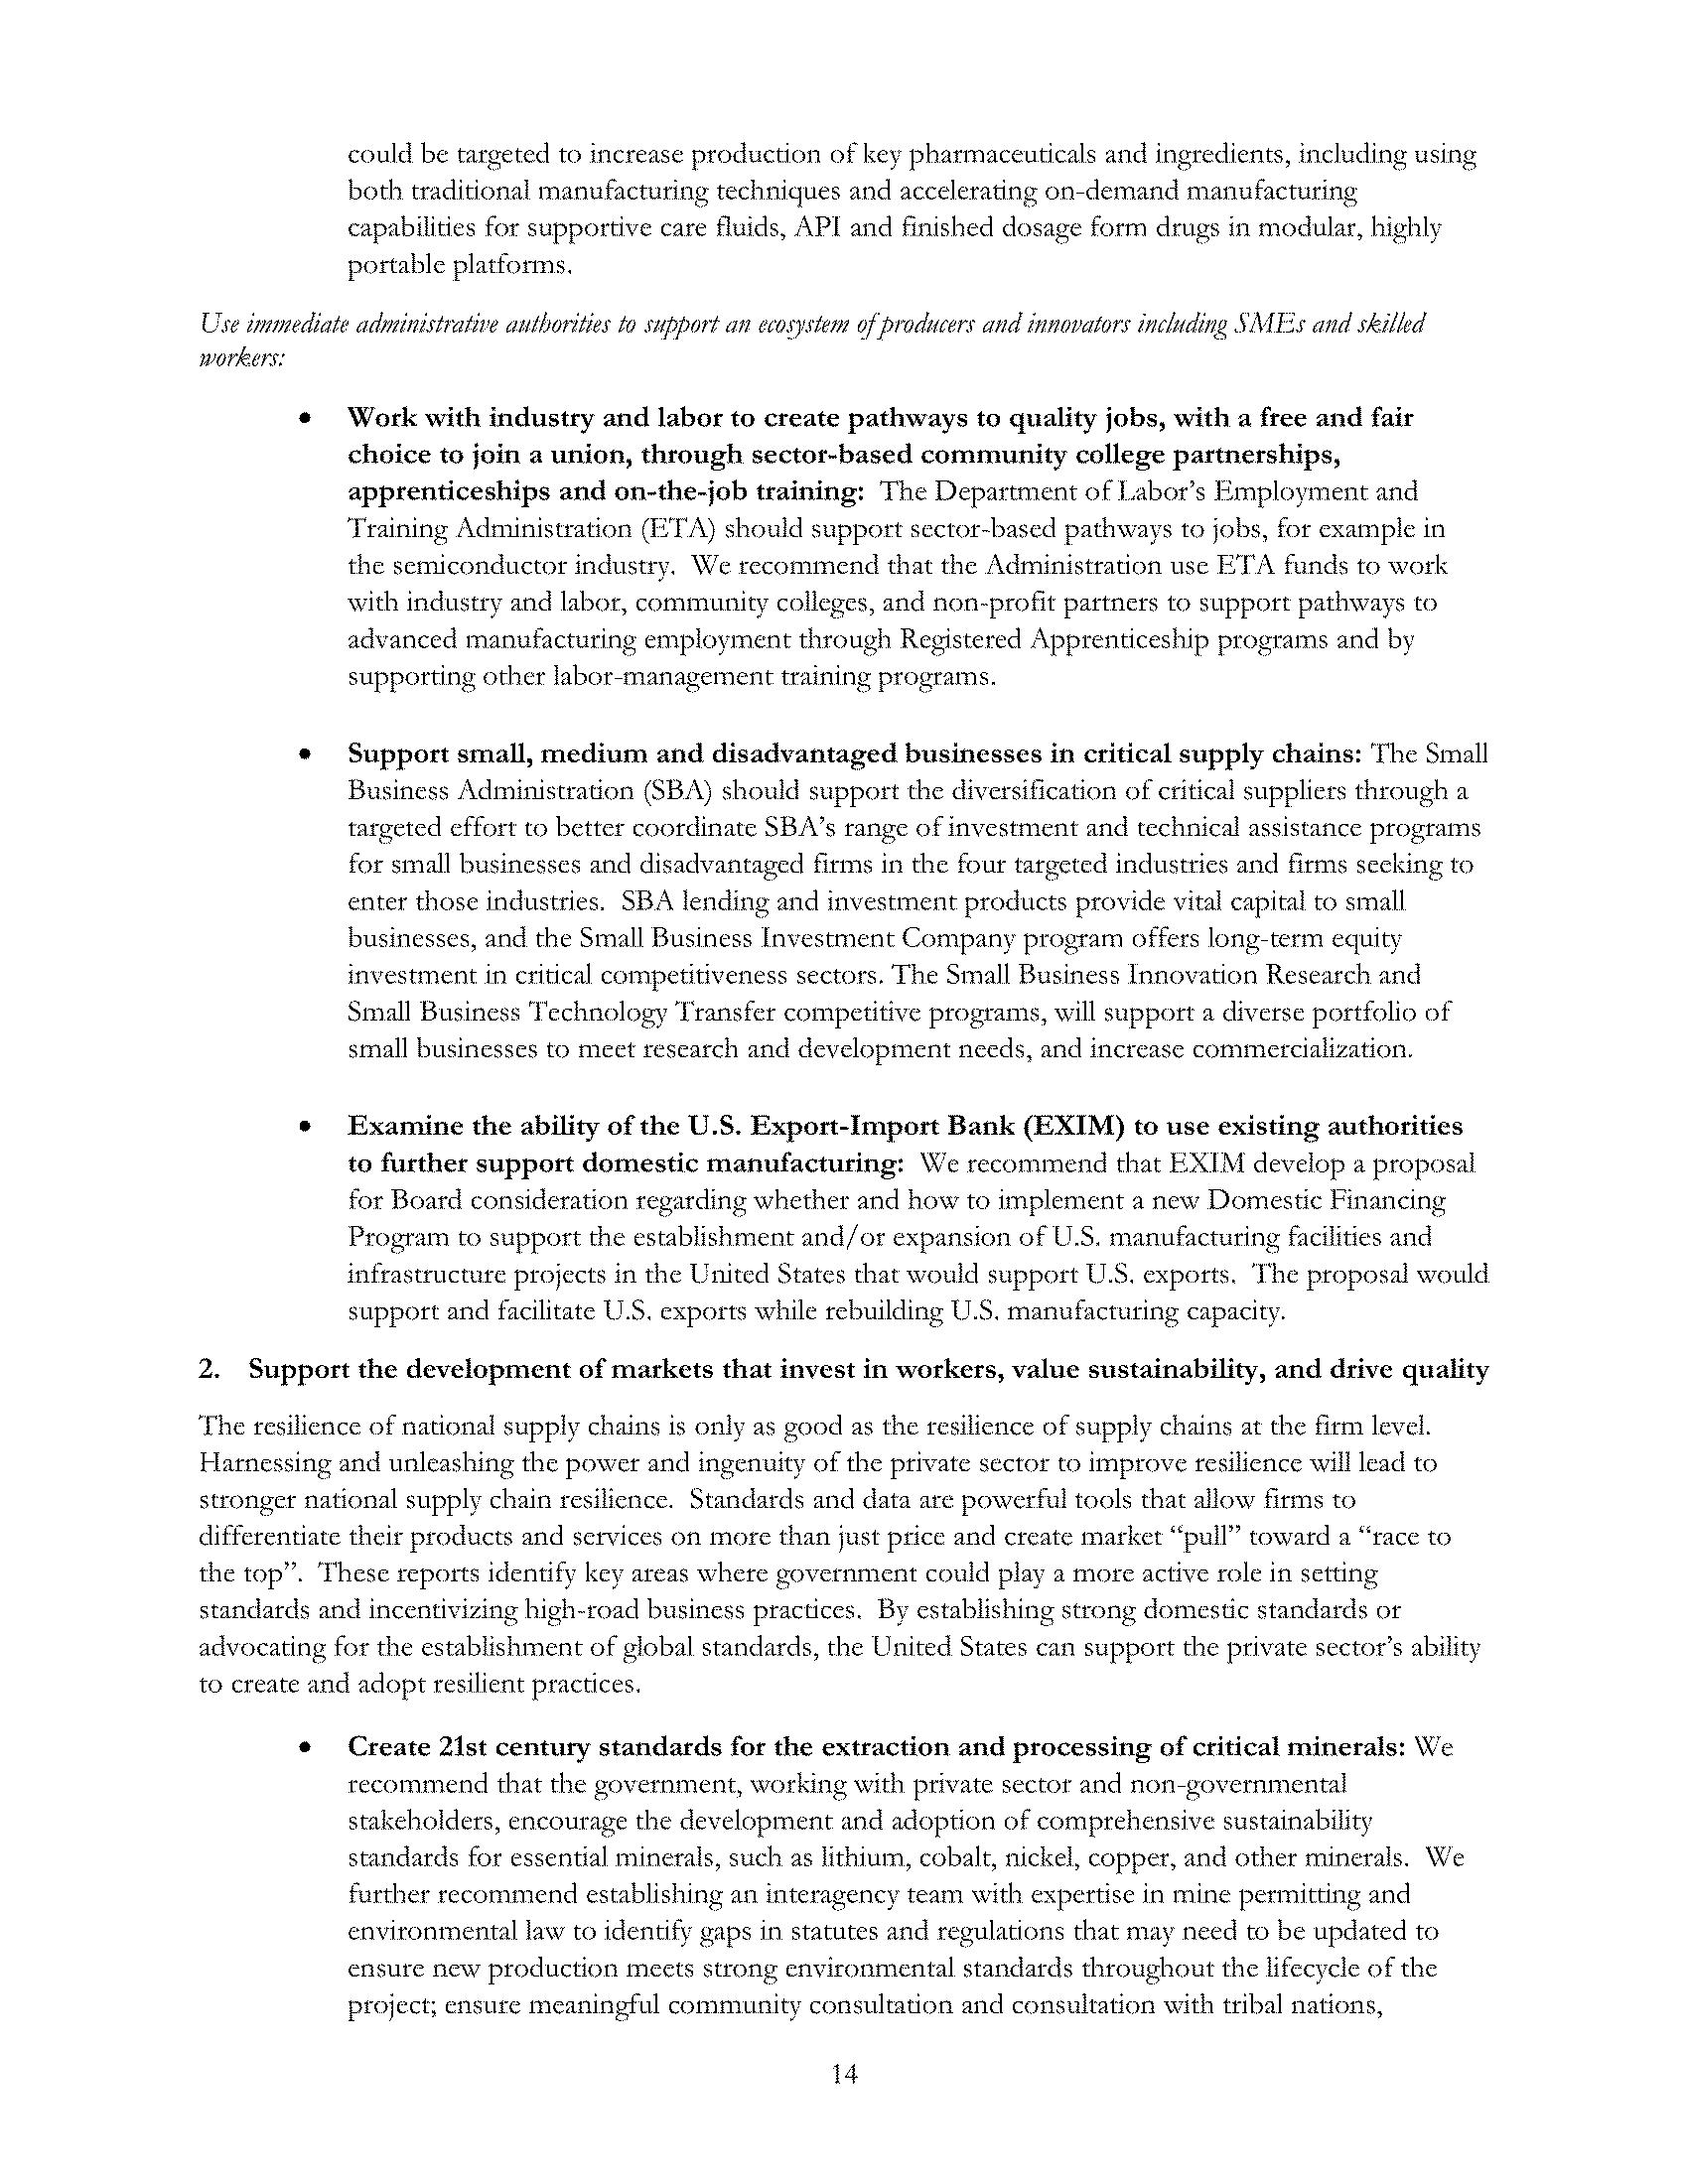 could be targeted to increase production of key pharmaceuticals and ingredients, including using
both traditional manufacturing techniques and accelerating on-demand manufacturing
capabilities for supportive care fluids, API and finished dosage form drugs in modular, highly
portable platforms.
Use immediate administrative authorities to support an ecosystem of producers and innovators including SMEs and skilled
workers:
• Work with industry and labor to create pathways to quality jobs, with a free and fair
choice to join a union, through sector-based community college partnerships,
apprenticeships and on-the-job training: The Department of Labor’s Employment and
Training Administration (ETA) should support sector-based pathways to jobs, for example in
the semiconductor industry. We recommend that the Administration use ETA funds to work
with industry and labor, community colleges, and non-profit partners to support pathways to
advanced manufacturing employment through Registered Apprenticeship programs and by
supporting other labor-management training programs.
• Support small, medium and disadvantaged businesses in critical supply chains: The Small
Business Administration (SBA) should support the diversification of critical suppliers through a
targeted effort to better coordinate SBA’s range of investment and technical assistance programs
for small businesses and disadvantaged firms in the four targeted industries and firms seeking to
enter those industries. SBA lending and investment products provide vital capital to small
businesses, and the Small Business Investment Company program offers long-term equity
investment in critical competitiveness sectors. The Small Business Innovation Research and
Small Business Technology Transfer competitive programs, will support a diverse portfolio of
small businesses to meet research and development needs, and increase commercialization.
• Examine the ability of the U.S. Export-Import Bank (EXIM) to use existing authorities
to further support domestic manufacturing: We recommend that EXIM develop a proposal
for Board consideration regarding whether and how to implement a new Domestic Financing
Program to support the establishment and/or expansion of U.S. manufacturing facilities and
infrastructure projects in the United States that would support U.S. exports. The proposal would
support and facilitate U.S. exports while rebuilding U.S. manufacturing capacity.
2. Support the development of markets that invest in workers, value sustainability, and drive quality
The resilience of national supply chains is only as good as the resilience of supply chains at the firm level.
Harnessing and unleashing the power and ingenuity of the private sector to improve resilience will lead to
stronger national supply chain resilience. Standards and data are powerful tools that allow firms to
differentiate their products and services on more than just price and create market “pull” toward a “race to
the top”. These reports identify key areas where government could play a more active role in setting
standards and incentivizing high-road business practices. By establishing strong domestic standards or
advocating for the establishment of global standards, the United States can support the private sector’s ability
to create and adopt resilient practices.
• Create 21st century standards for the extraction and processing of critical minerals: We
recommend that the government, working with private sector and non-governmental
stakeholders, encourage the development and adoption of comprehensive sustainability
standards for essential minerals, such as lithium, cobalt, nickel, copper, and other minerals. We
further recommend establishing an interagency team with expertise in mine permitting and
environmental law to identify gaps in statutes and regulations that may need to be updated to
ensure new production meets strong environmental standards throughout the lifecycle of the
project; ensure meaningful community consultation and consultation with tribal nations,
14